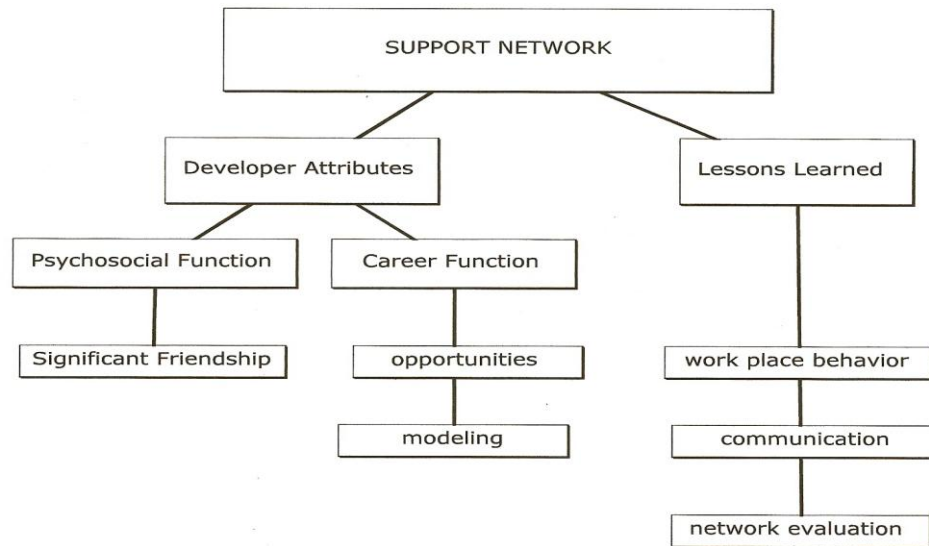 SUPPORT NETWORK
Developer Attributes
Lessons Learned
Psychosocial Function
Career Function
Significant Friendship
opportunities
work place behavior
modeling
communication
network evaluation